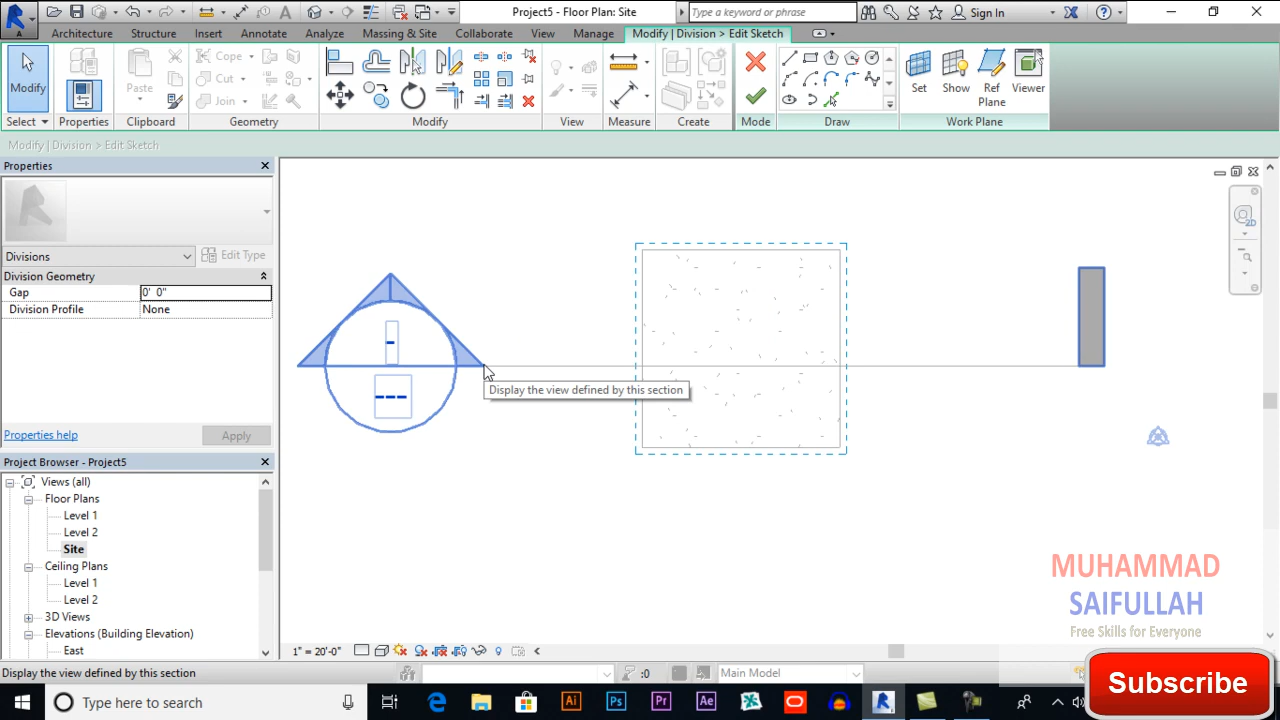 Project5 - Floor Plan: Site
Type a keyword or phrase
Sign In
Architecture Structure Insert Annotate Analyze Massing & Site Collaborate View Manage Modify | Division > Edit Sketch
Modify
Paste
Cope
Cut
Join
Set Show Ref Plane Viewer
Select Properties Clipboard Geometry Modify View Measure Create Mode Draw Work Plane
Modify | Division > Edit Sketch
Properties
Divisions
Edit Type
Division Geometry
Gap 0' 0"
Division Profile None
Display the view defined by this section
Properties help
Apply
Project Browser - Project5
Views (all)
Floor Plans
Level 1
Level 2
Site
Ceiling Plans
Level 1
Level 2
3D Views
Elevations (Building Elevation)
East
MUHAMMAD
SAIFULLAH
Free Skills for Everyone
1" = 20'-0"
Display the view defined by this section
:0
Main Model
Subscribe
Type here to search
Ai Ps Pr Ae